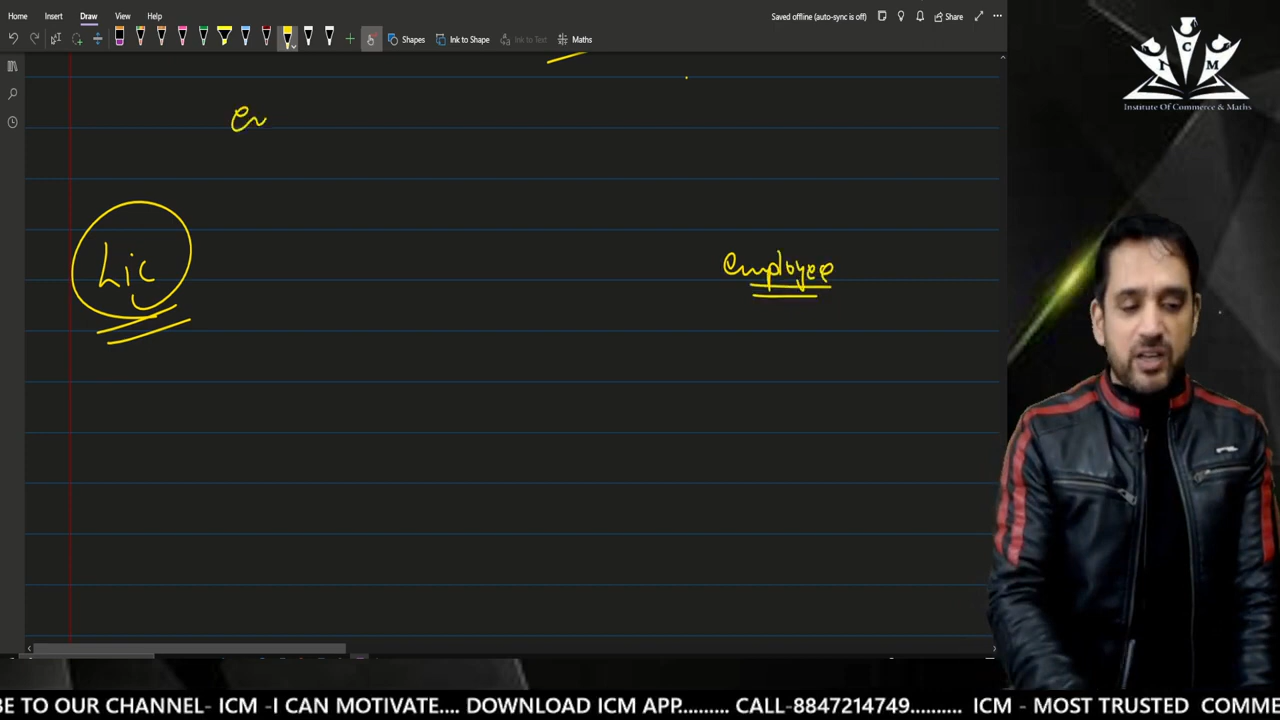 Home Insert Draw View Help
Saved offline (auto-sync is off) Share
Shapes Ink to Shape Ink to Text Maths
I C M
Institute Of Commerce & Maths
Lic
employee
BE TO OUR CHANNEL- ICM -I CAN MOTIVATE.... DOWNLOAD ICM APP......... CALL-8847214749.......... ICM - MOST TRUSTED COMME